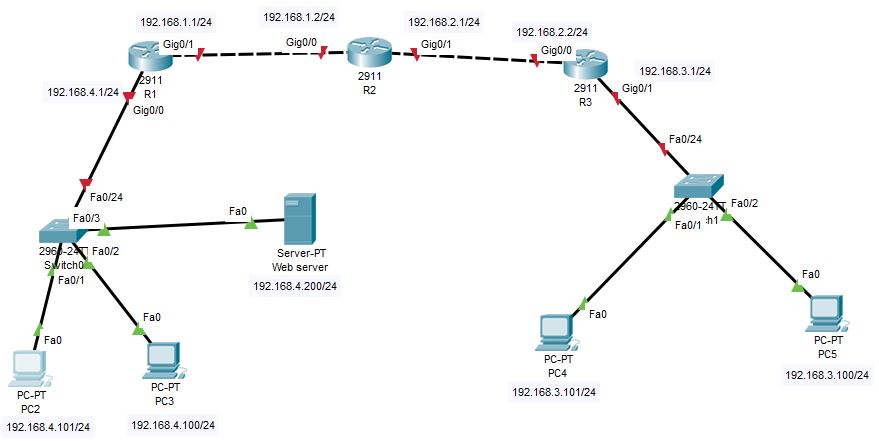 192.168.1.1/24
192.168.1.2/24
192.168.2.1/24
192.168.2.2/24
Gig0/1
Gig0/0
Gig0/1
Gig0/0
192.168.3.1/24
2911
R1
2911
R2
2911
R3
Gig0/1
192.168.4.1/24
Gig0/0
Fa0/24
Fa0/24
Fa0/3
Fa0
2960-24TT
Switch0
Fa0/2
Fa0/1
Server-PT
Web server
192.168.4.200/24
2960-24TT
Fa0/2
Fa0/1
Fa0
Fa0
Fa0
Fa0
PC-PT
PC2
192.168.4.101/24
PC-PT
PC3
192.168.4.100/24
PC-PT
PC4
192.168.3.101/24
PC-PT
PC5
192.168.3.100/24